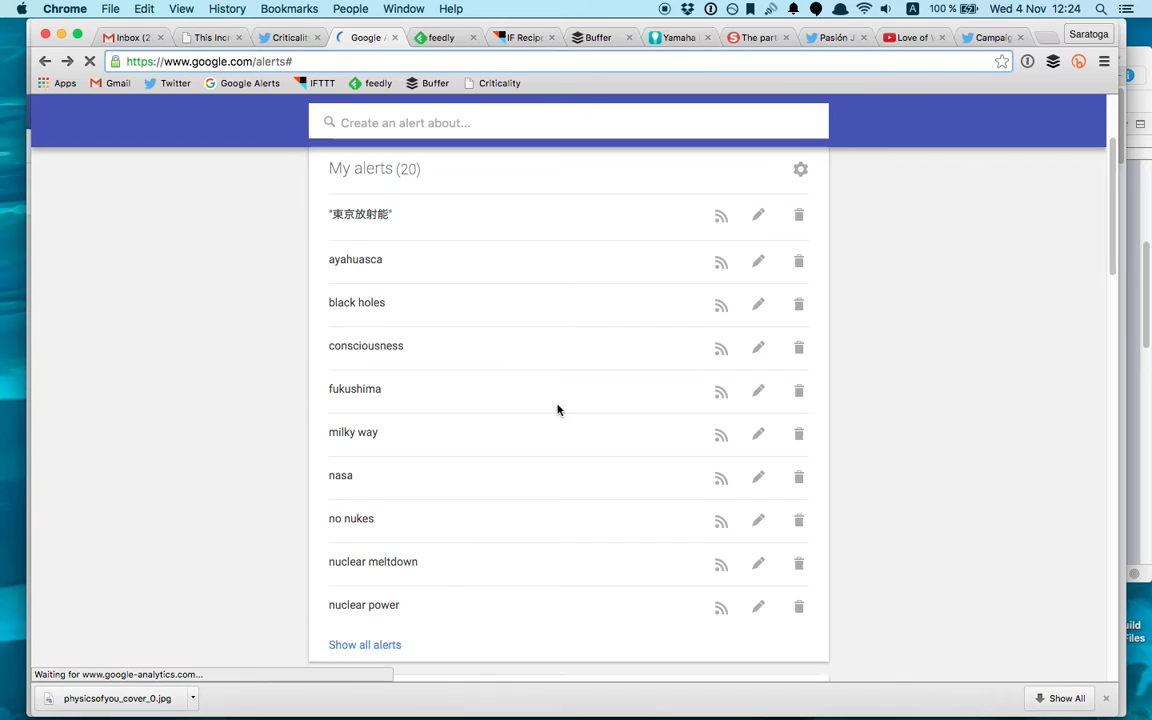 Chrome File Edit View History Bookmarks People Window Help 100 % Wed 4 Nov 12:24
Inbox (2 This Incr Criticality Google A feedly IF Recipe Buffer Yamaha The part Pasión J Love of Campaig Saratoga
https://www.google.com/alerts#
Apps Gmail Twitter Google Alerts IFTTT feedly Buffer Criticality
Create an alert about...
My alerts (20)
"東京放射能"
ayahuasca
black holes
consciousness
fukushima
milky way
nasa
no nukes
nuclear meltdown
nuclear power
Show all alerts
Waiting for www.google-analytics.com...
physicsofyou_cover_0.jpg Show All
uild
Files